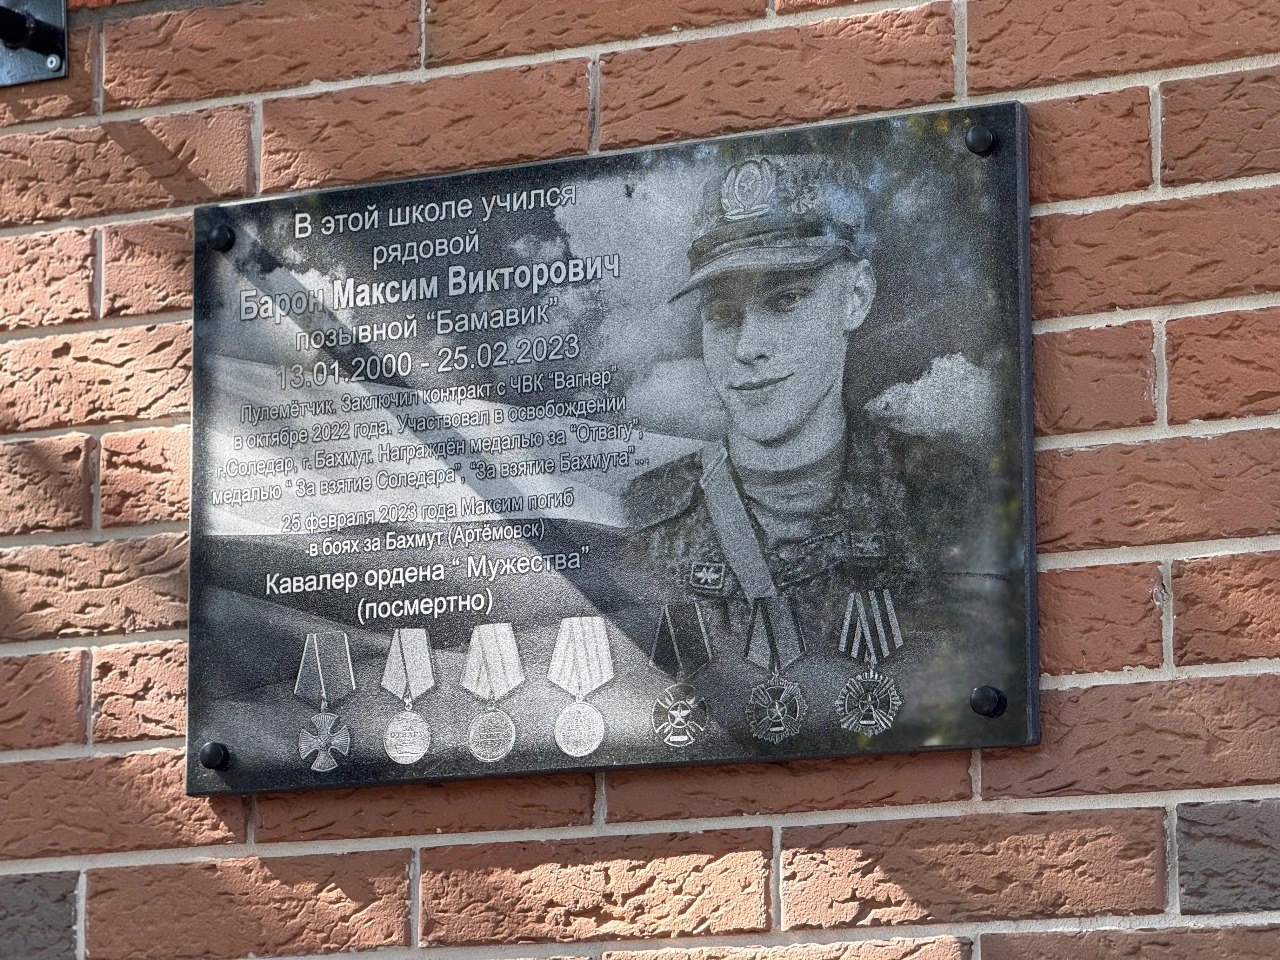 В этой школе учился
рядовой
Барон Максим Викторович
позывной “Бамавик”
13.01.2000 - 25.02.2023
Пулемётчик. Заключил контракт с ЧВК “Вагнер”
в октябре 2022 года. Участвовал в освобождении
г.Соледар, г. Бахмут. Награждён медалью за “Отвагу”,
медалью “ За взятие Соледара”, “За взятие Бахмута”...
25 февраля 2023 года Максим погиб
в боях за Бахмут (Артёмовск)
Кавалер ордена “ Мужества”
(посмертно)
ОТВАГУ